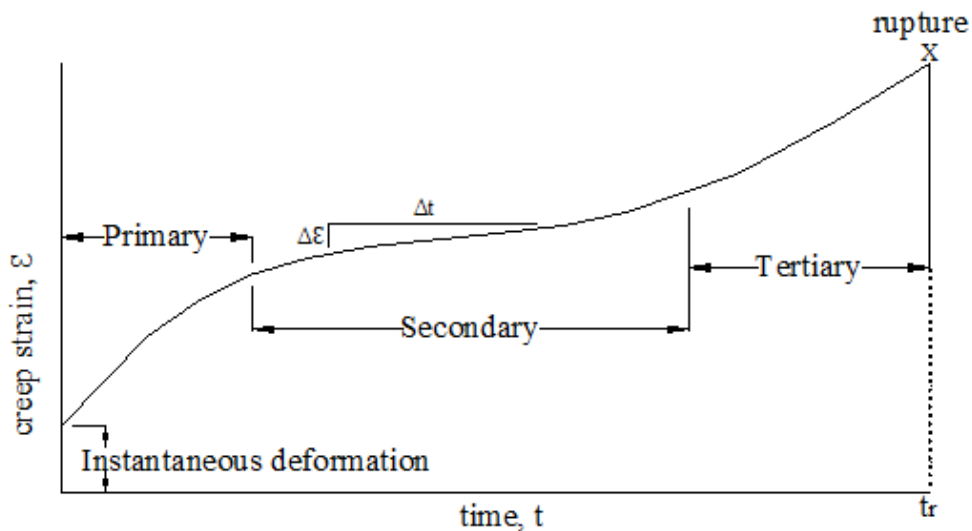 rupture
X
Δt
Δε
Primary
Tertiary
Secondary
creep strain, ε
Instantaneous deformation
time, t
tr